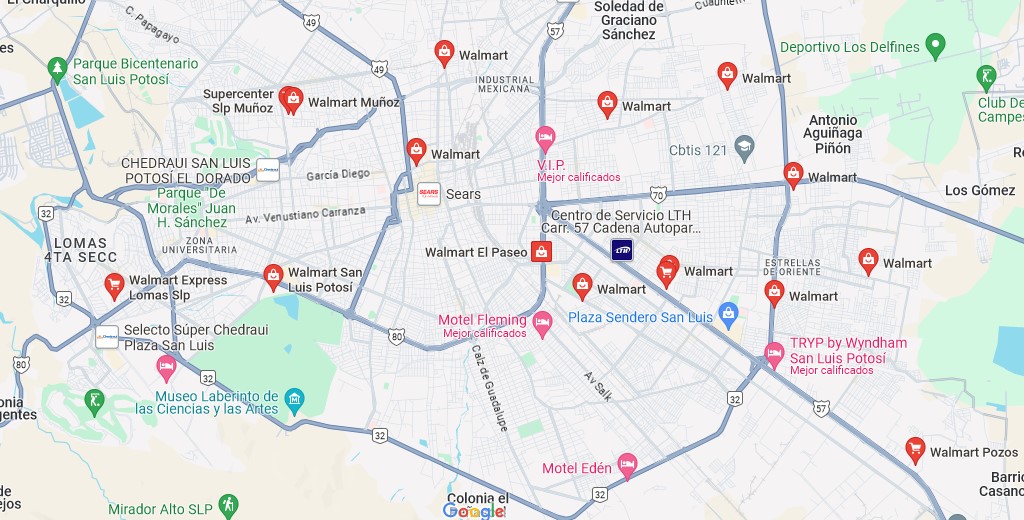 El Charquillo
Soledad de
Graciano
Sánchez
C. Papagayo
57
49
Walmart
Deportivo Los Delfines
Parque Bicentenario
San Luis Potosí
49
INDUSTRIAL
MEXICANA
Walmart
Supercenter
Slp Muñoz
Walmart Muñoz
Walmart
Club De
Campes
Antonio
Aguiñaga
Piñón
Cbtis 121
Walmart
CHEDRAUI SAN LUIS
POTOSÍ EL DORADO
V.I.P.
Mejor calificados
García Diego
Walmart
Parque "De
Morales" Juan
H. Sánchez
Sears
70
Los Gómez
32
Av. Venustiano Carranza
Centro de Servicio LTH
Carr. 57 Cadena Autopar...
LTH
LOMAS
4TA SECC
ZONA
UNIVERSITARIA
Walmart El Paseo
Walmart
ESTRELLAS
DE ORIENTE
Walmart
Walmart Express
Lomas Slp
Walmart San
Luis Potosí
Walmart
Walmart
32
Plaza Sendero San Luis
Motel Fleming
Mejor calificados
Selecto Súper Chedraui
Plaza San Luis
80
TRYP by Wyndham
San Luis Potosí
Mejor calificados
80
32
Calz de Guadalupe
Av Salk
Museo Laberinto de
las Ciencias y las Artes
32
57
32
Walmart Pozos
Motel Edén
32
Barrio
Casano
Colonia el
Google
Mirador Alto SLP